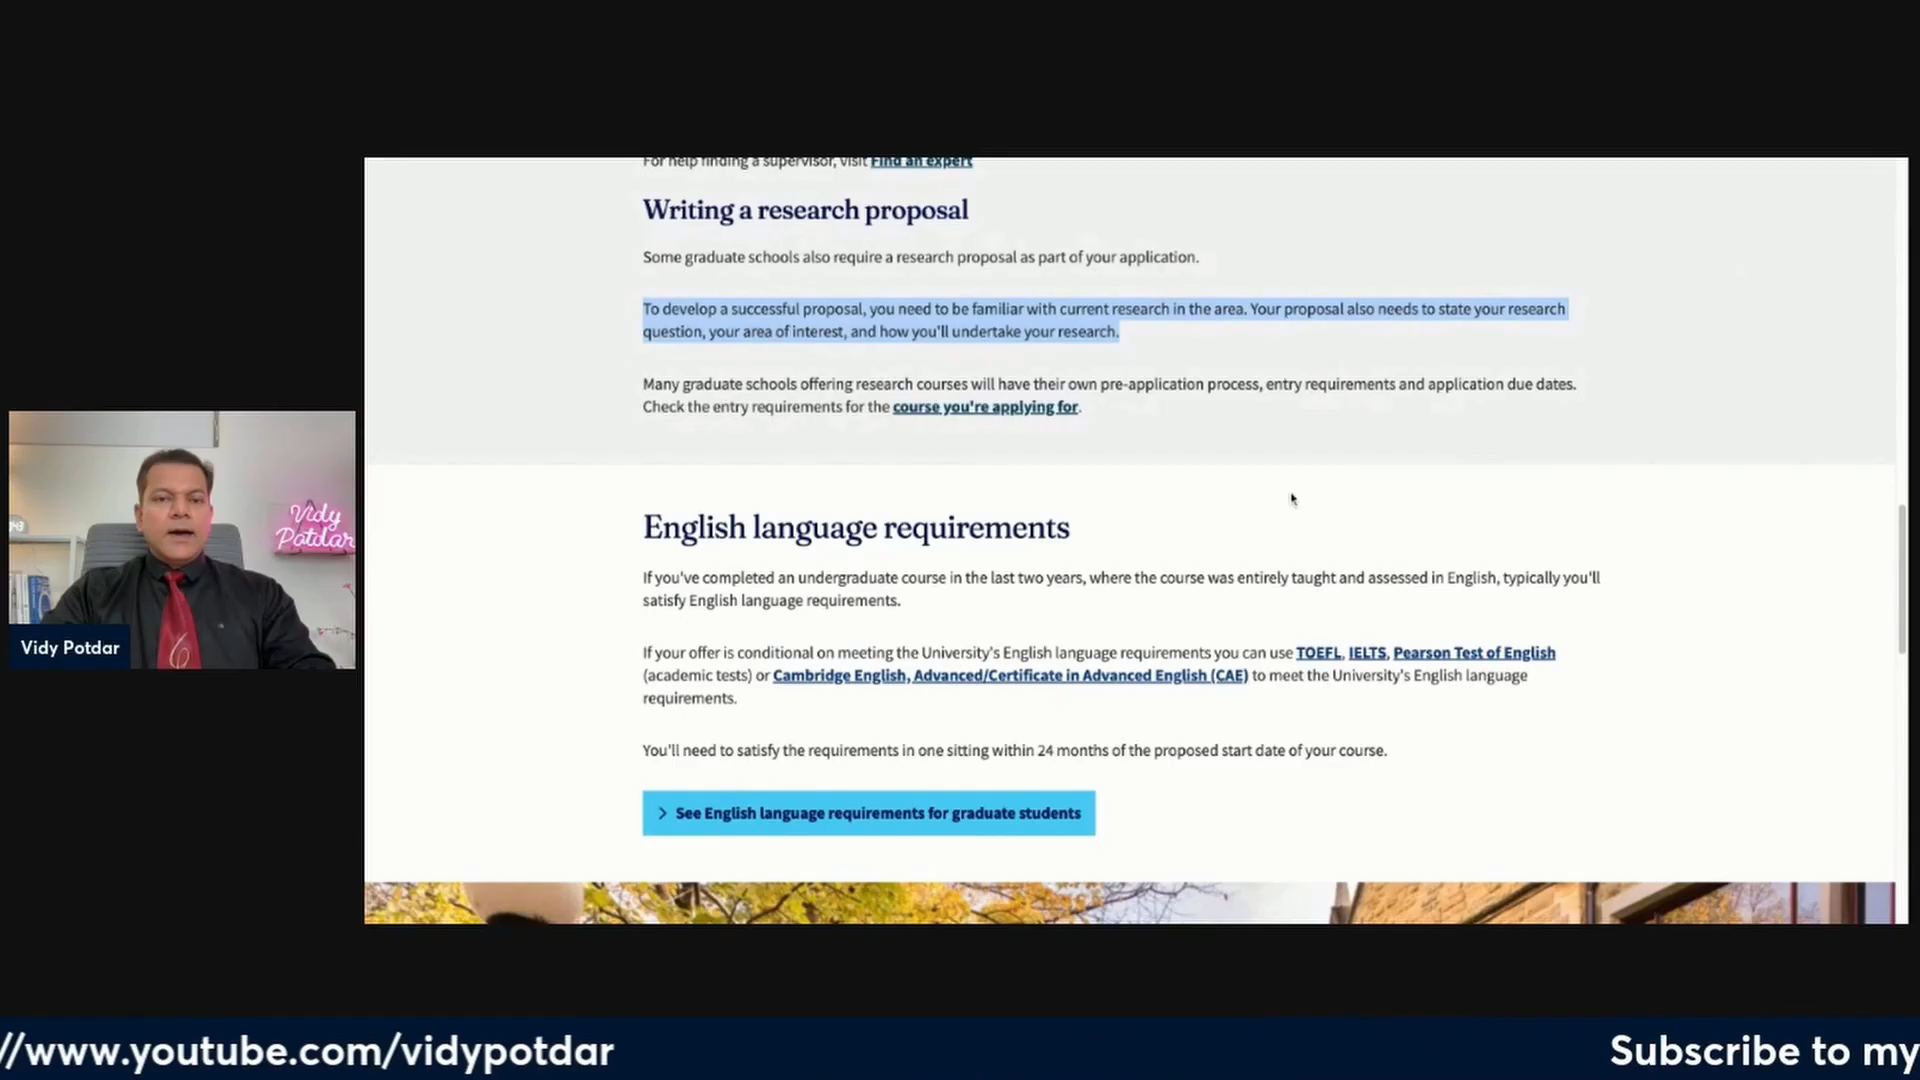 For help finding a supervisor, visit Find an expert
Writing a research proposal
Some graduate schools also require a research proposal as part of your application.
To develop a successful proposal, you need to be familiar with current research in the area. Your proposal also needs to state your research
question, your area of interest, and how you'll undertake your research.
Many graduate schools offering research courses will have their own pre-application process, entry requirements and application due dates.
Check the entry requirements for the course you're applying for.
English language requirements
If you've completed an undergraduate course in the last two years, where the course was entirely taught and assessed in English, typically you'll
satisfy English language requirements.
If your offer is conditional on meeting the University's English language requirements you can use TOEFL, IELTS, Pearson Test of English
(academic tests) or Cambridge English, Advanced/Certificate in Advanced English (CAE) to meet the University's English language
requirements.
You'll need to satisfy the requirements in one sitting within 24 months of the proposed start date of your course.
> See English language requirements for graduate students
Vidy
Potdar
Vidy Potdar
//www.youtube.com/vidypotdar
Subscribe to my